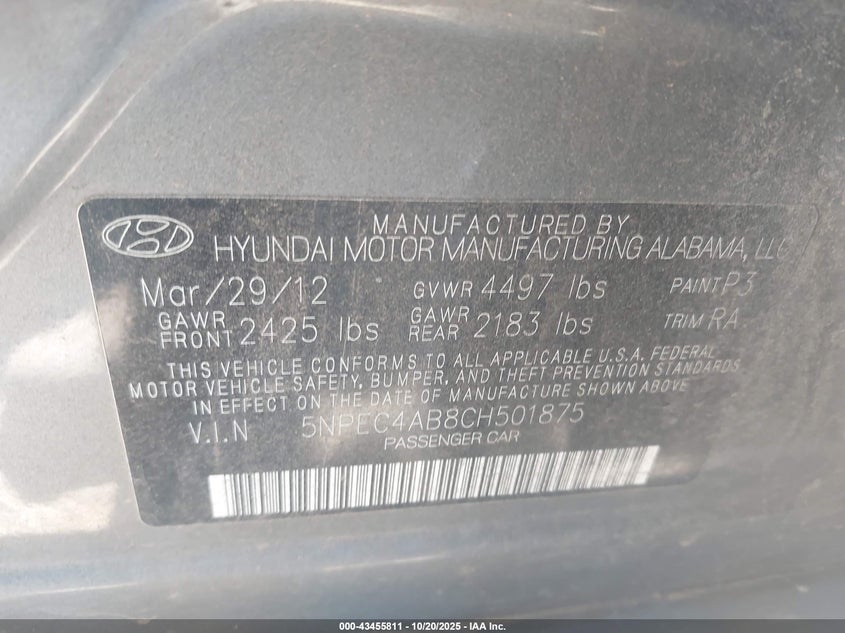 MANUFACTURED BY
HYUNDAI MOTOR MANUFACTURING ALABAMA, LLC
Mar/29/12 GVWR 4497 lbs PAINT P3
GAWR FRONT 2425 lbs GAWR REAR 2183 lbs TRIM RA
THIS VEHICLE CONFORMS TO ALL APPLICABLE U.S.A. FEDERAL
MOTOR VEHICLE SAFETY, BUMPER, AND THEFT PREVENTION STANDARDS
IN EFFECT ON THE DATE OF MANUFACTURE SHOWN ABOVE
V.I.N 5NPEC4AB8CH501875
PASSENGER CAR
000-43455811 - 10/20/2025 - IAA Inc.